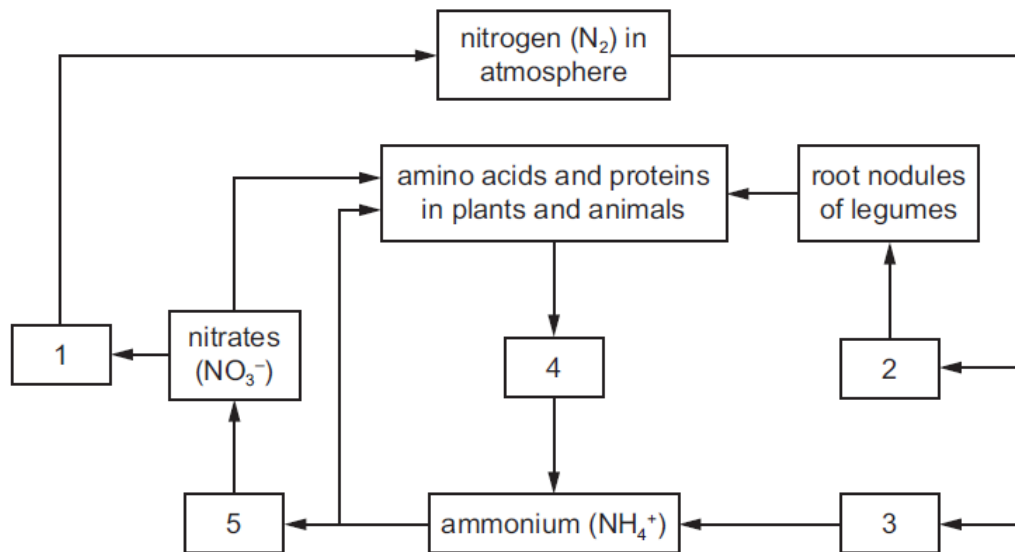 nitrogen (N₂) in
atmosphere
amino acids and proteins
in plants and animals
root nodules
of legumes
1
nitrates
(NO₃⁻)
4
2
5
ammonium (NH₄⁺)
3